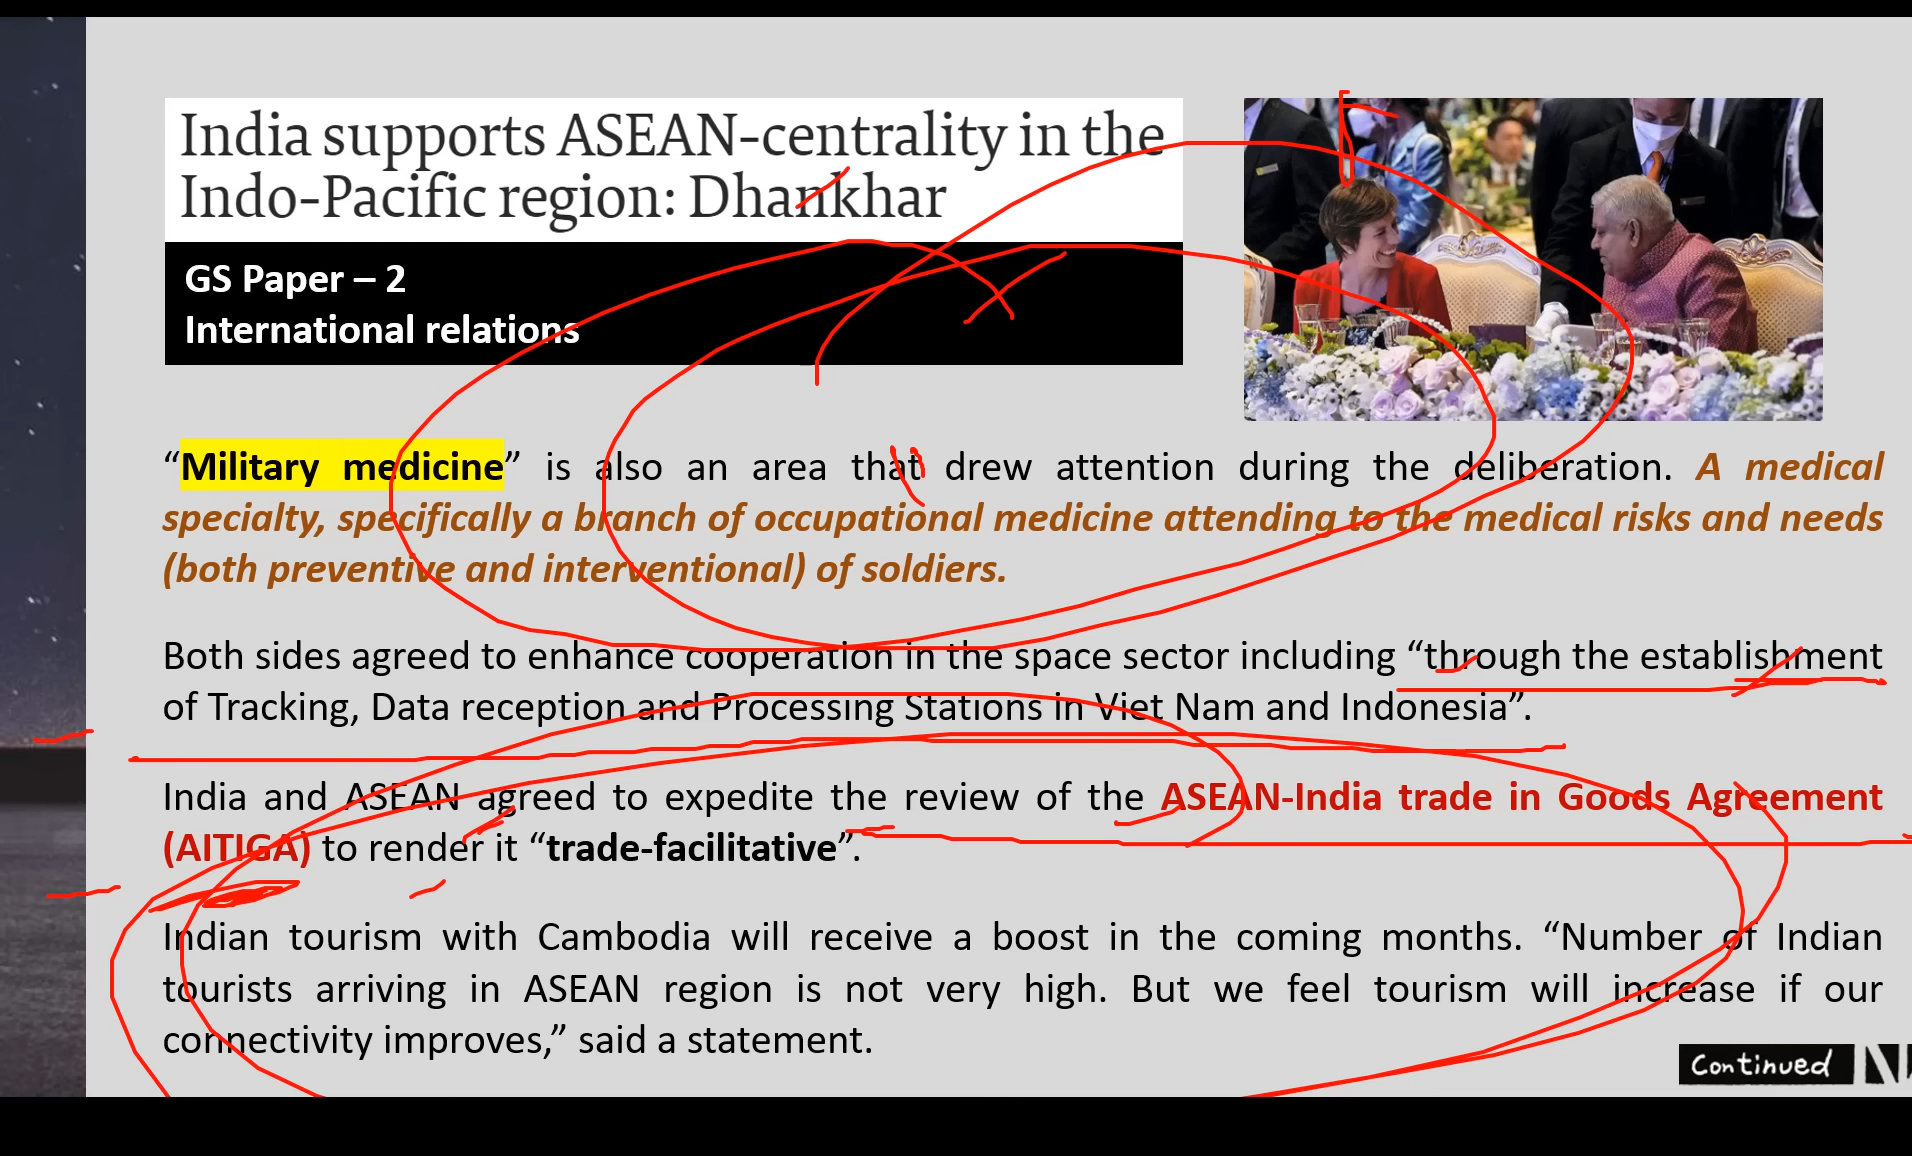 India supports ASEAN-centrality in the
Indo-Pacific region: Dhankhar
GS Paper – 2
International relations
“Military medicine” is also an area that drew attention during the deliberation. A medical
specialty, specifically a branch of occupational medicine attending to the medical risks and needs
(both preventive and interventional) of soldiers.
Both sides agreed to enhance cooperation in the space sector including “through the establishment
of Tracking, Data reception and Processing Stations in Viet Nam and Indonesia”.
India and ASEAN agreed to expedite the review of the ASEAN-India trade in Goods Agreement
(AITIGA) to render it “trade-facilitative”.
Indian tourism with Cambodia will receive a boost in the coming months. “Number of Indian
tourists arriving in ASEAN region is not very high. But we feel tourism will increase if our
connectivity improves,” said a statement.
Continued